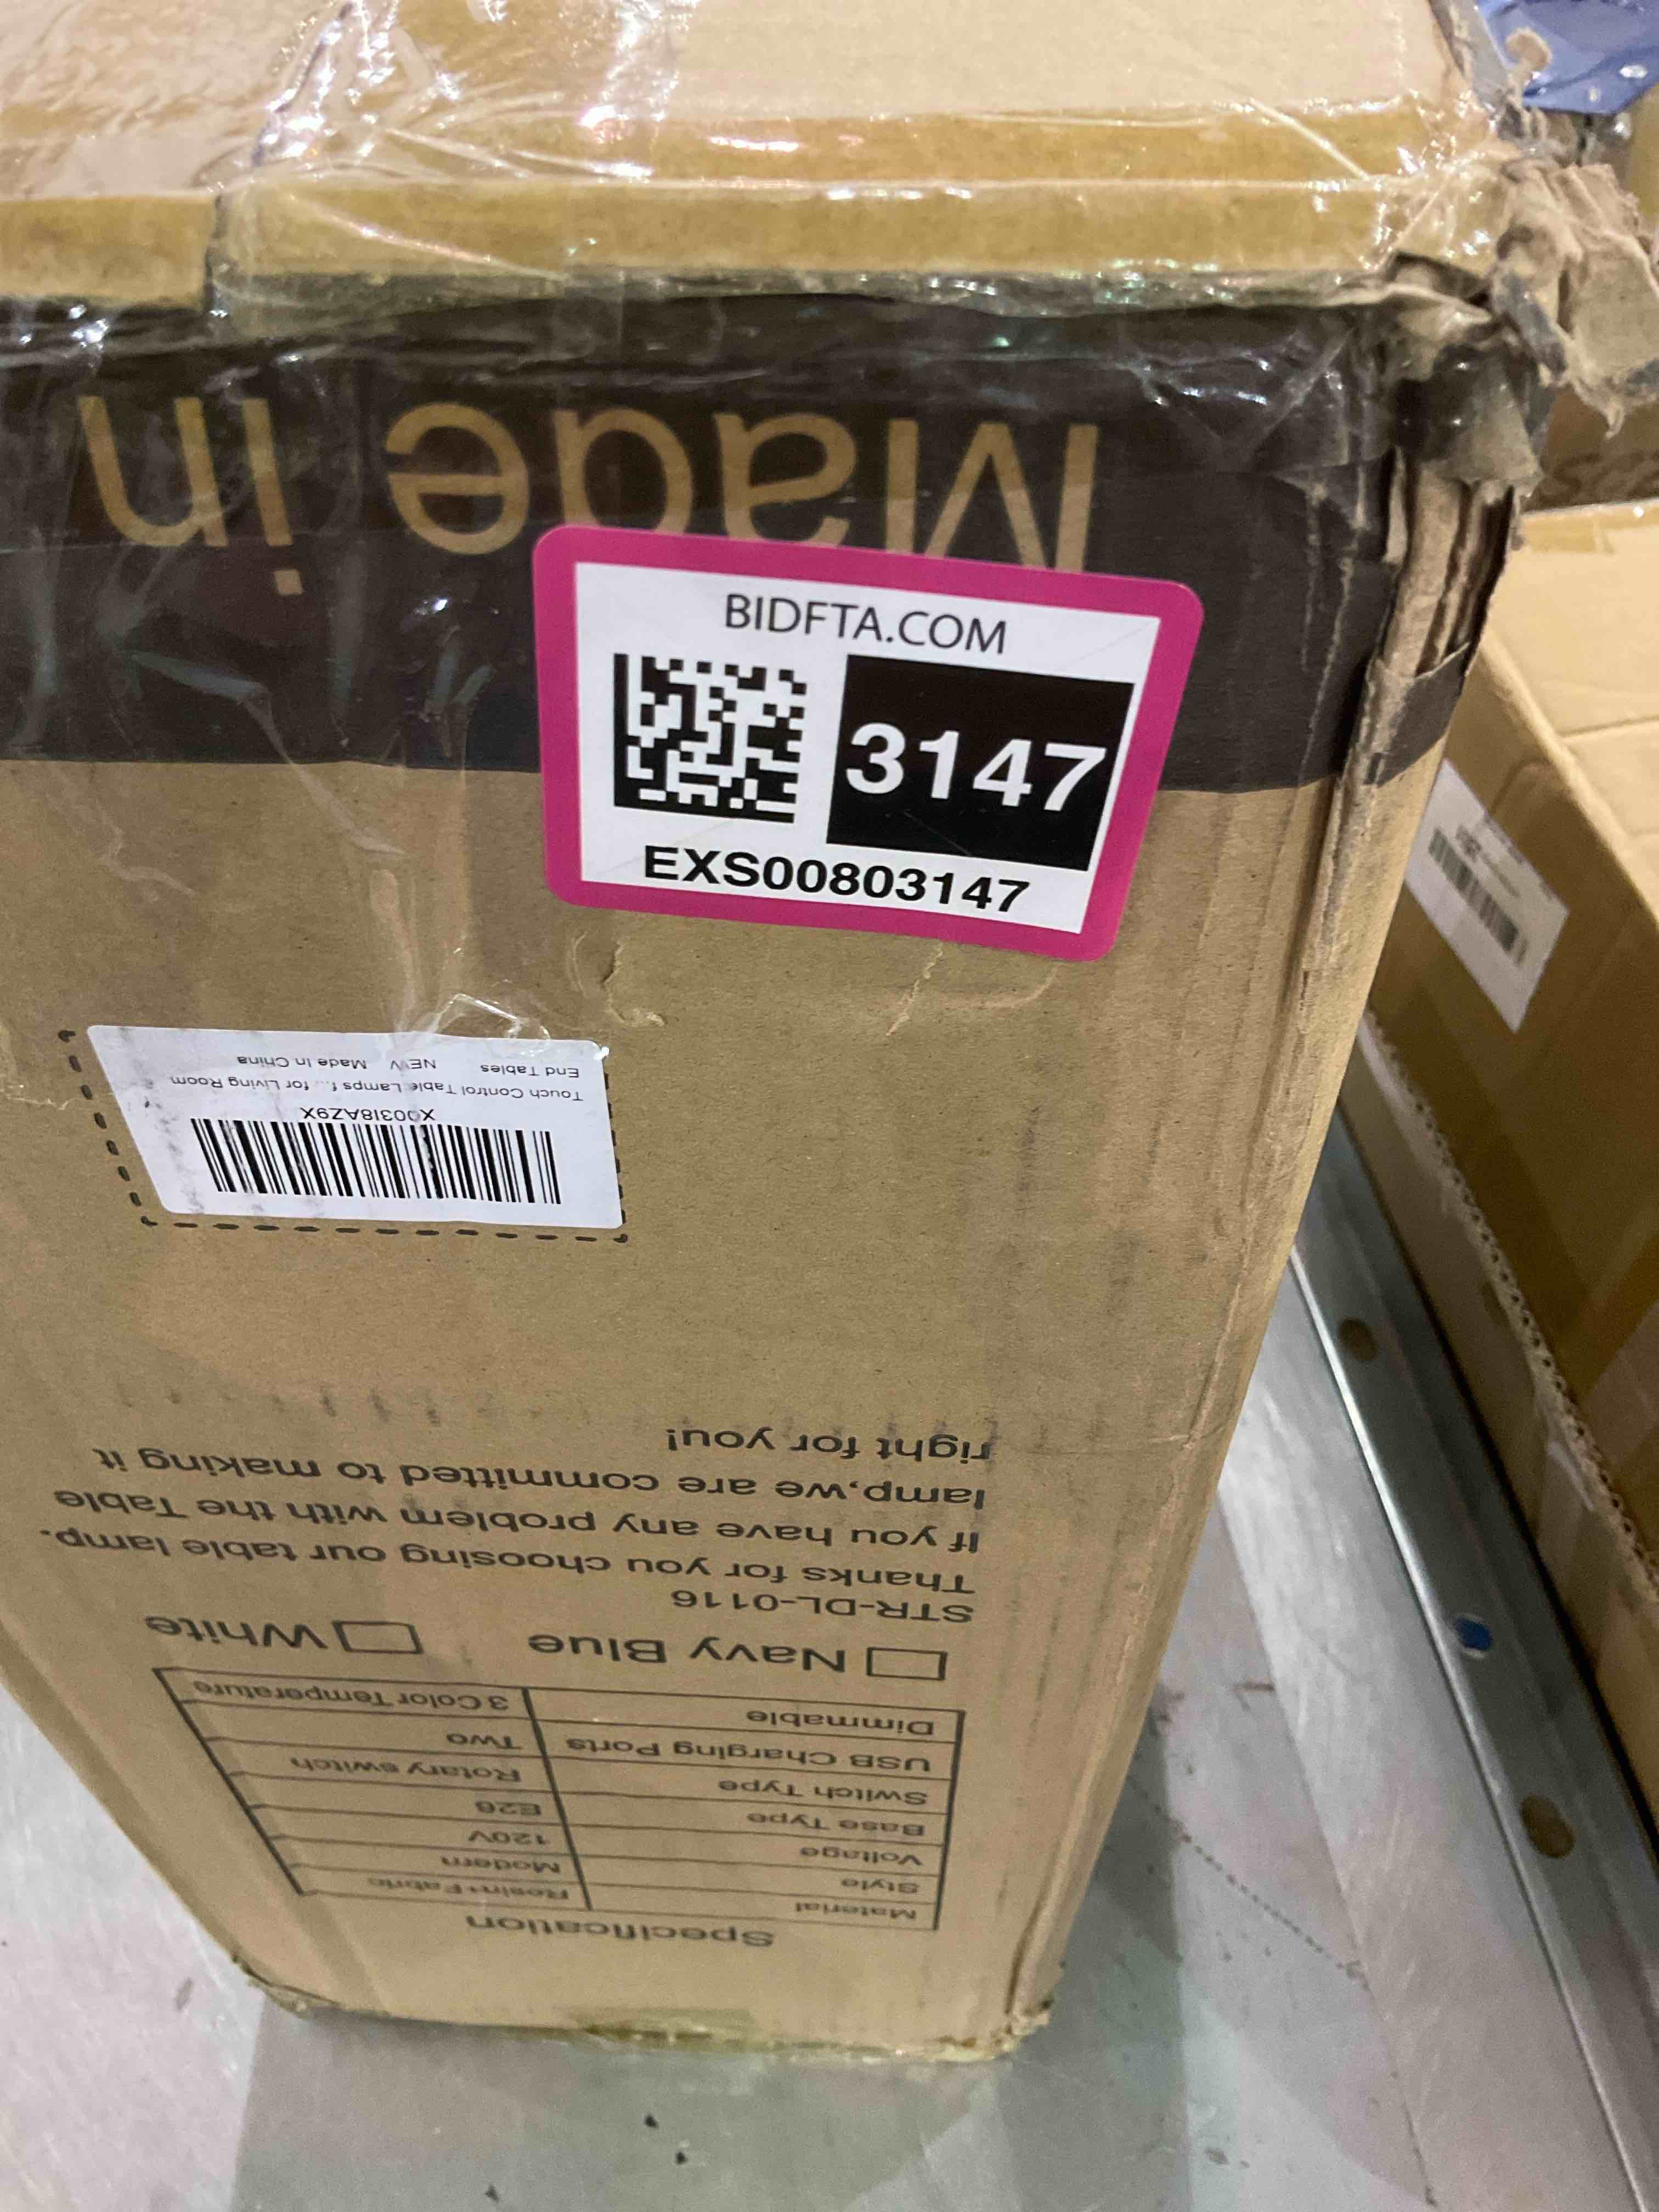 Made in
BIDFTA.COM
3147
EXS00803147
X003I8AZ9X
Touch Control Table Lamps f... for Living Room
End Tables NEW Made In China
Specification
Material Resin+Fabric
Style Modern
Voltage 120V
Base Type E26
Switch Type Rotary switch
USB Charging Ports Two
Dimmable 3 Color Temperature
Navy Blue White
STR-DL-0116
Thanks for you choosing our table lamp.
If you have any problem with the Table
lamp,we are committed to making it
right for you!